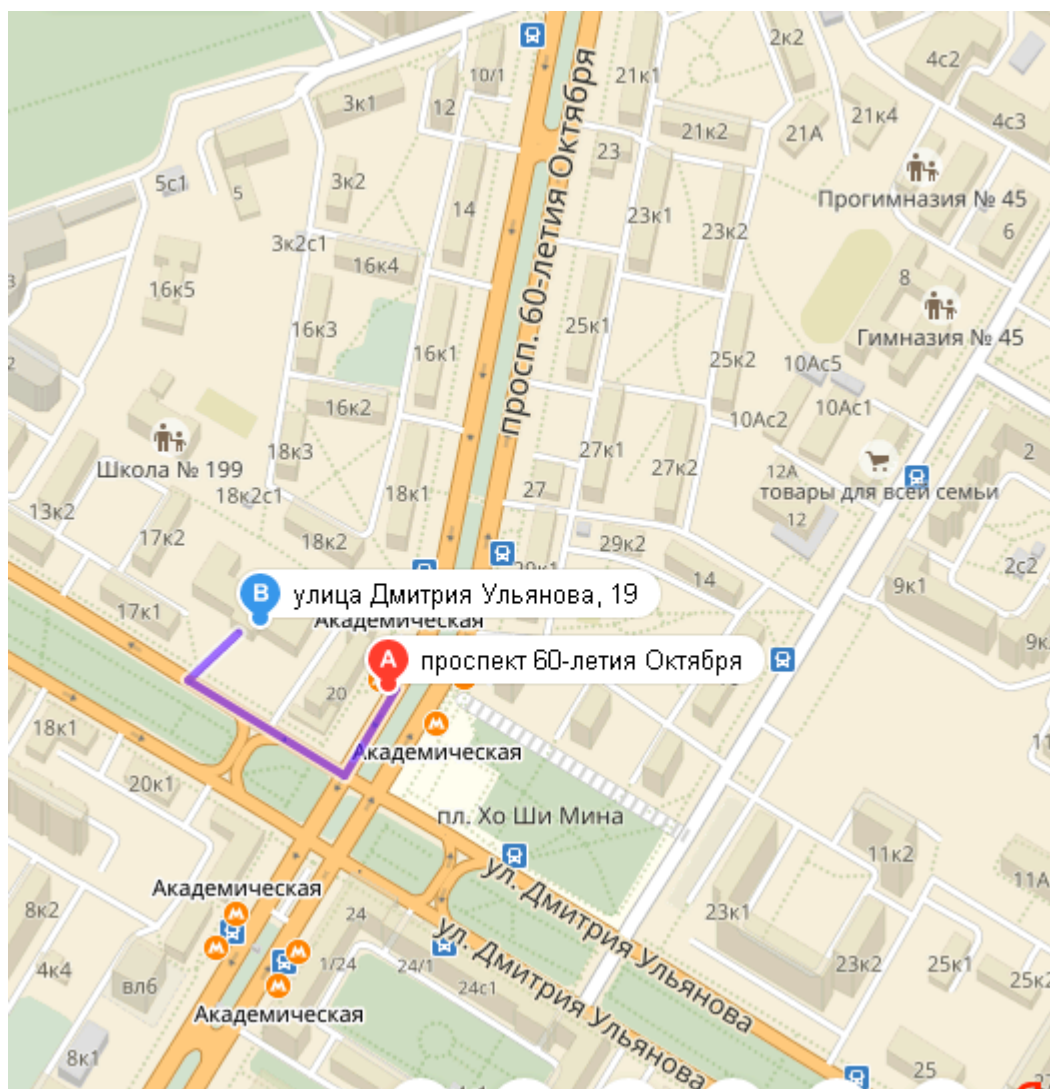 2к2
10/1
21к1
4с2
3к1
12
4с3
21к2
21А
21к4
23
5с1
5
3к2
14
Прогимназия № 45
23к1
23к2
6
3к2с1
16к4
просп. 60-летия Октября
8
16к5
16к3
25к1
Гимназия № 45
16к1
25к2
10Ас5
16к2
10Ас1
10Ас2
18к3
27к1
27к2
2
Школа № 199
12А
товары для всей семьи
18к2с1
18к1
27
12
13к2
17к2
18к2
29к2
29к1
14
2с2
9к1
17к1
В
улица Дмитрия Ульянова, 19
Академическая
А
проспект 60-летия Октября
20
18к1
Академическая
20к1
пл. Хо Ши Мина
11к2
ул. Дмитрия Ульянова
11А
Академическая
8к2
24
23к1
ул. Дмитрия Ульянова
4к4
вл6
1/24
24/1
24с1
23к2
25к1
25к2
Академическая
8к1
25